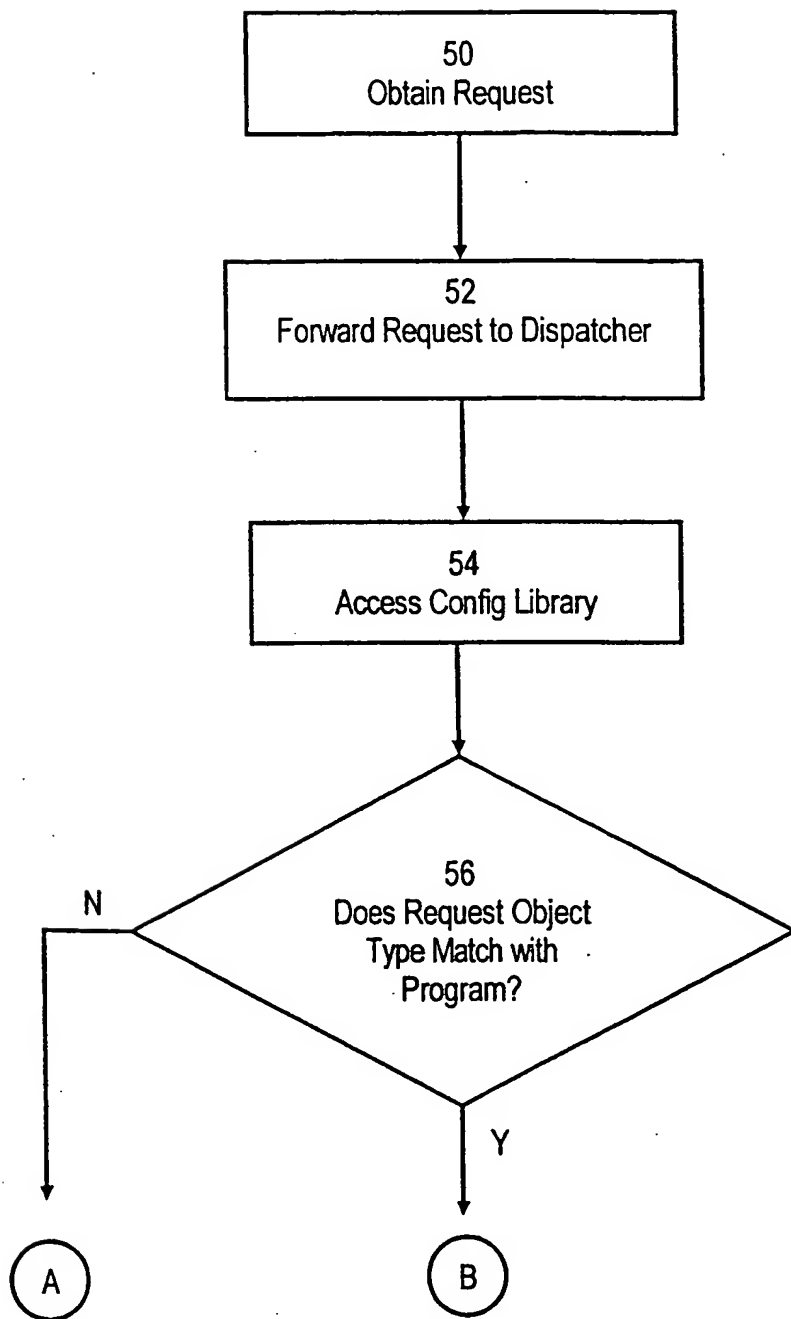 50
Obtain Request
52
Forward Request to Dispatcher
54
Access Config Library
56
Does Request Object
Type Match with
Program?
N
Y
A
B